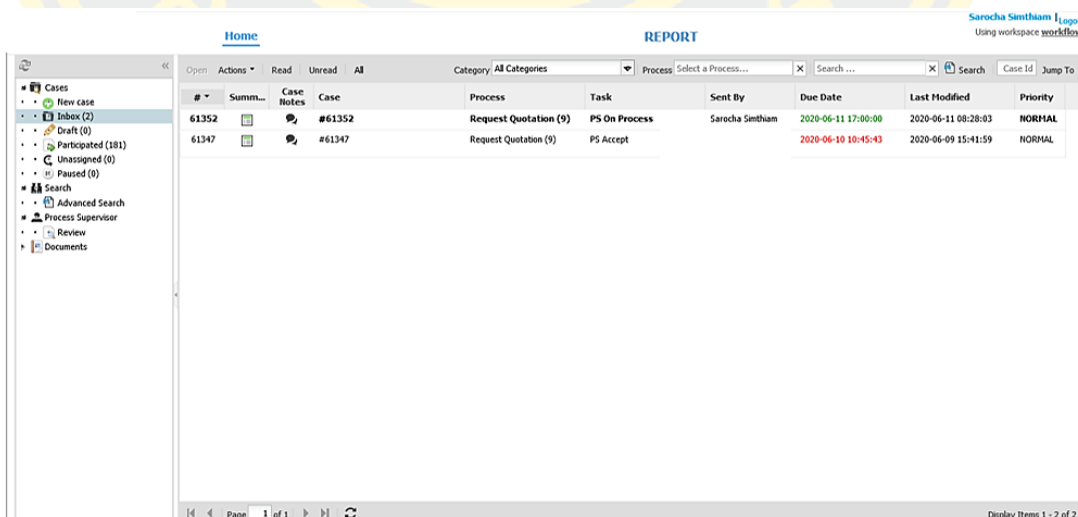 Sarocha Simthiam | Logo
Using workspace workflow
Home REPORT
Open Actions Read Unread All Category All Categories Process Select a Process... X Search ... X Search Case Id Jump To
Cases
New case
Inbox (2)
Draft (0)
Participated (181)
Unassigned (0)
Paused (0)
Search
Advanced Search
Process Supervisor
Review
Documents
# Summ... Case Notes Case Process Task Sent By Due Date Last Modified Priority
61352 #61352 Request Quotation (9) PS On Process Sarocha Simthiam 2020-06-11 17:00:00 2020-06-11 08:28:03 NORMAL
61347 #61347 Request Quotation (9) PS Accept 2020-06-10 10:45:43 2020-06-09 15:41:59 NORMAL
Page 1 of 1 Display Items 1 - 2 of 2